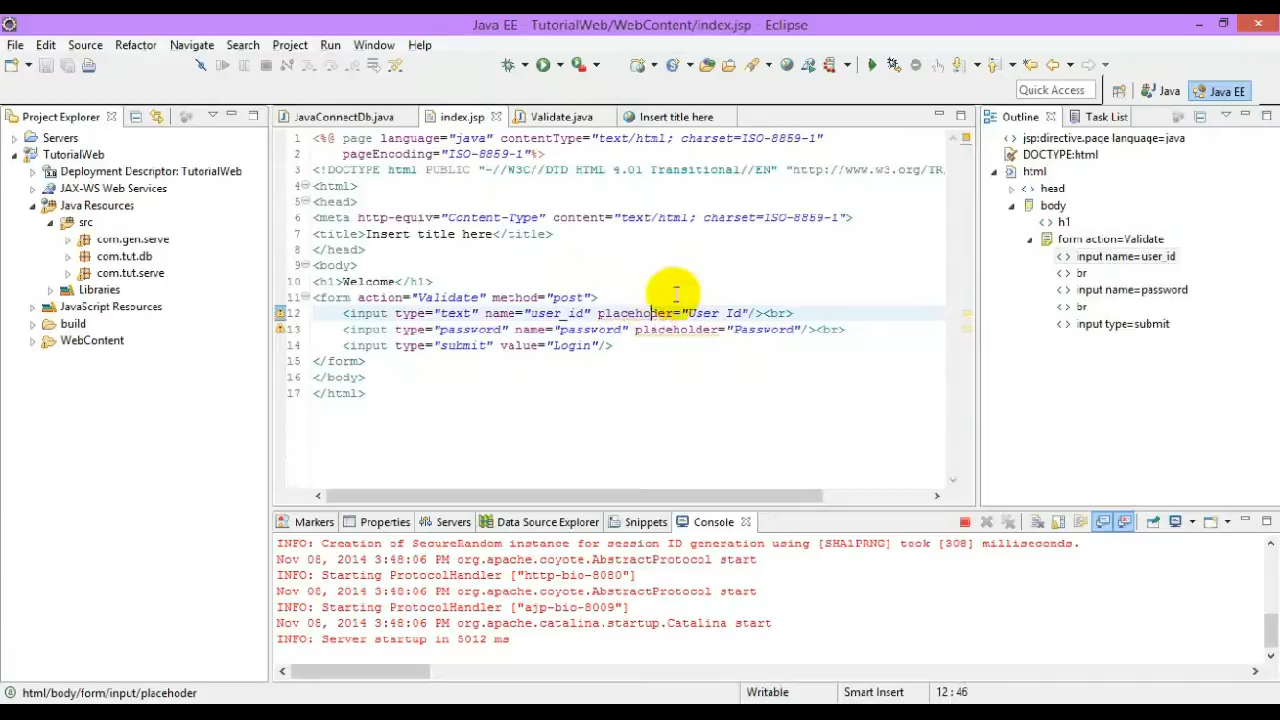 Java EE - TutorialWeb/WebContent/index.jsp - Eclipse
File Edit Source Refactor Navigate Search Project Run Window Help
Quick Access Java Java EE
Project Explorer
Servers
TutorialWeb
Deployment Descriptor: TutorialWeb
JAX-WS Web Services
Java Resources
src
com.gen.serve
com.tut.db
com.tut.serve
Libraries
JavaScript Resources
build
WebContent
JavaConnectDb.java index.jsp Validate.java Insert title here
1 <%@ page language="java" contentType="text/html; charset=ISO-8859-1"
2 pageEncoding="ISO-8859-1"%>
3 <!DOCTYPE html PUBLIC "-//W3C//DTD HTML 4.01 Transitional//EN" "http://www.w3.org/TR,
4 <html>
5 <head>
6 <meta http-equiv="Content-Type" content="text/html; charset=ISO-8859-1">
7 <title>Insert title here</title>
8 </head>
9 <body>
10 <h1>Welcome</h1>
11 <form action="Validate" method="post">
12 <input type="text" name="user_id" placehoder="User Id"/><br>
13 <input type="password" name="password" placeholder="Password"/><br>
14 <input type="submit" value="Login"/>
15 </form>
16 </body>
17 </html>
Outline Task List
jsp:directive.page language=java
DOCTYPE:html
html
head
body
h1
form action=Validate
input name=user_id
br
input name=password
br
input type=submit
Markers Properties Servers Data Source Explorer Snippets Console
INFO: Creation of SecureRandom instance for session ID generation using [SHA1PRNG] took [308] milliseconds.
Nov 08, 2014 3:48:06 PM org.apache.coyote.AbstractProtocol start
INFO: Starting ProtocolHandler ["http-bio-8080"]
Nov 08, 2014 3:48:06 PM org.apache.coyote.AbstractProtocol start
INFO: Starting ProtocolHandler ["ajp-bio-8009"]
Nov 08, 2014 3:48:06 PM org.apache.catalina.startup.Catalina start
INFO: Server startup in 5012 ms
html/body/form/input/placehoder Writable Smart Insert 12:46